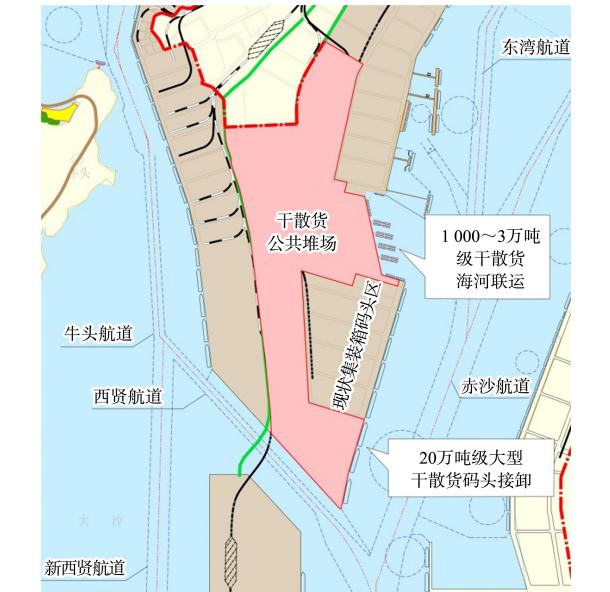 东湾航道
干散货
公共堆场
1 000～3万吨
级干散货
海河联运
现状集装箱码头区
牛头航道
西贤航道
赤沙航道
20万吨级大型
干散货码头接卸
大 沙
新西贤航道